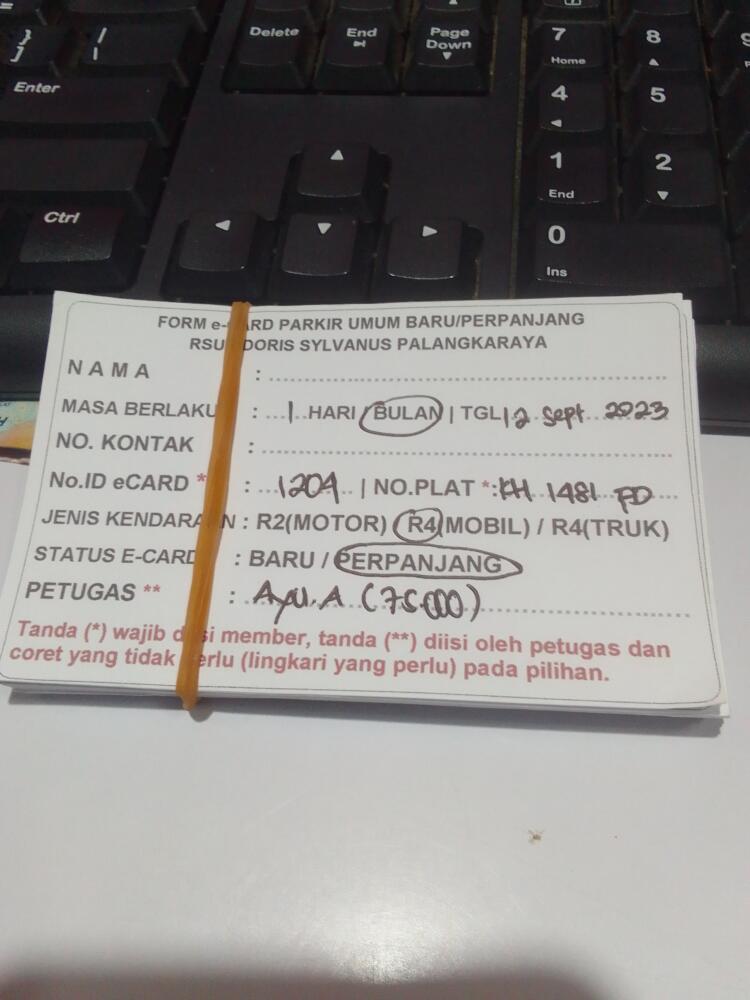 Delete End Page Down
7 Home 8 9
Enter
4 5
1 End 2
Ctrl
0 Ins
FORM e-CARD PARKIR UMUM BARU/PERPANJANG
RSU DORIS SYLVANUS PALANGKARAYA
NAMA :
MASA BERLAKU : 1 HARI / BULAN | TGL 12 Sept 2023
NO. KONTAK :
No.ID eCARD * : 1204 | NO.PLAT *: KH 1481 PD
JENIS KENDARAAN : R2(MOTOR) / R4(MOBIL) / R4(TRUK)
STATUS E-CARD : BARU / PERPANJANG
PETUGAS ** : Ayu.A (75.000)
Tanda (*) wajib diisi member, tanda (**) diisi oleh petugas dan
coret yang tidak perlu (lingkari yang perlu) pada pilihan.